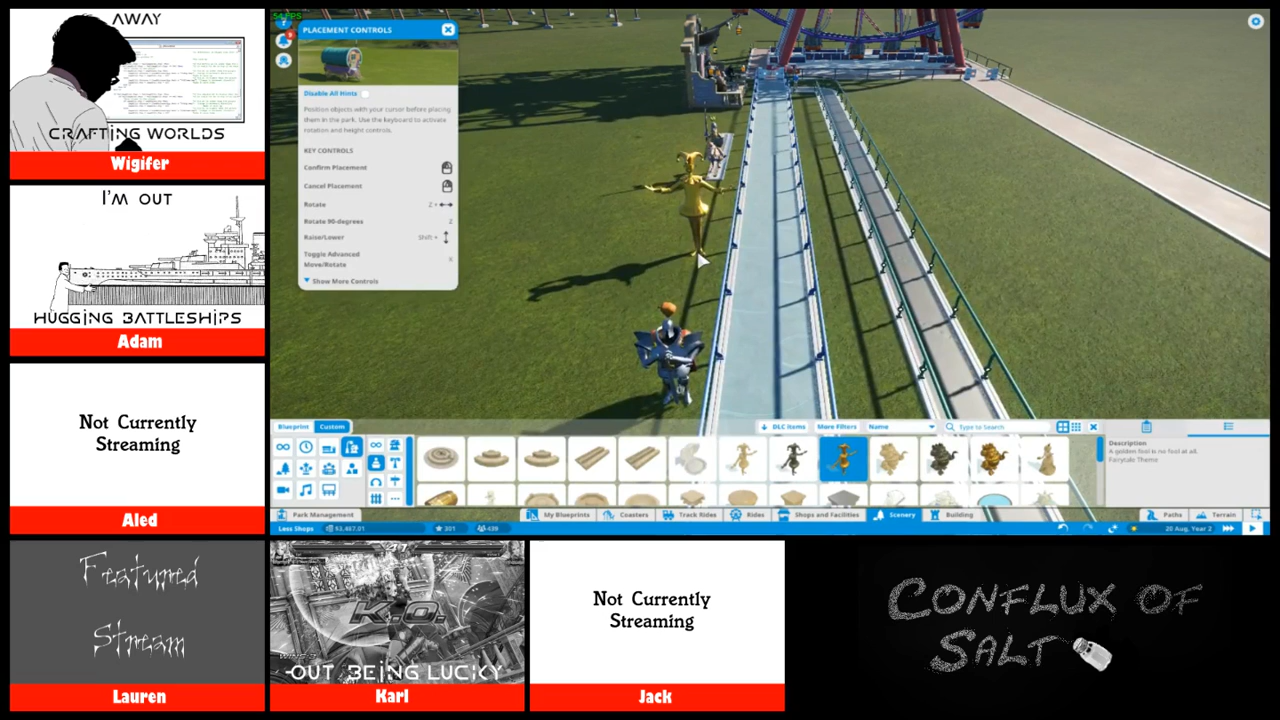 AWAY
CRAFTING WORLDS
Wigifer
I'M OUT
HUGGING BATTLESHIPS
Adam
Not Currently
Streaming
Aled
Featured
Stream
Lauren
PLACEMENT CONTROLS
Disable All Hints
Position objects with your cursor before placing
them in the park. Use the keyboard to activate
rotation and height controls.
KEY CONTROLS
Confirm Placement
Cancel Placement
Rotate Z +
Rotate 90-degrees Z
Raise/Lower Shift +
Toggle Advanced
Move/Rotate
Show More Controls
Blueprint Custom
DLC Items More Filters Name Type to Search
Description
A golden fool is no fool at all.
Fairytale Theme
Park Management My Blueprints Coasters Track Rides Rides Shops and Facilities Scenery Building Paths Terrain
Less Shops 201 439 20 Aug, Year 2
K.O.
OUT BEING LUCKY
Karl
Not Currently
Streaming
Jack
CONFLUX OF
SALT